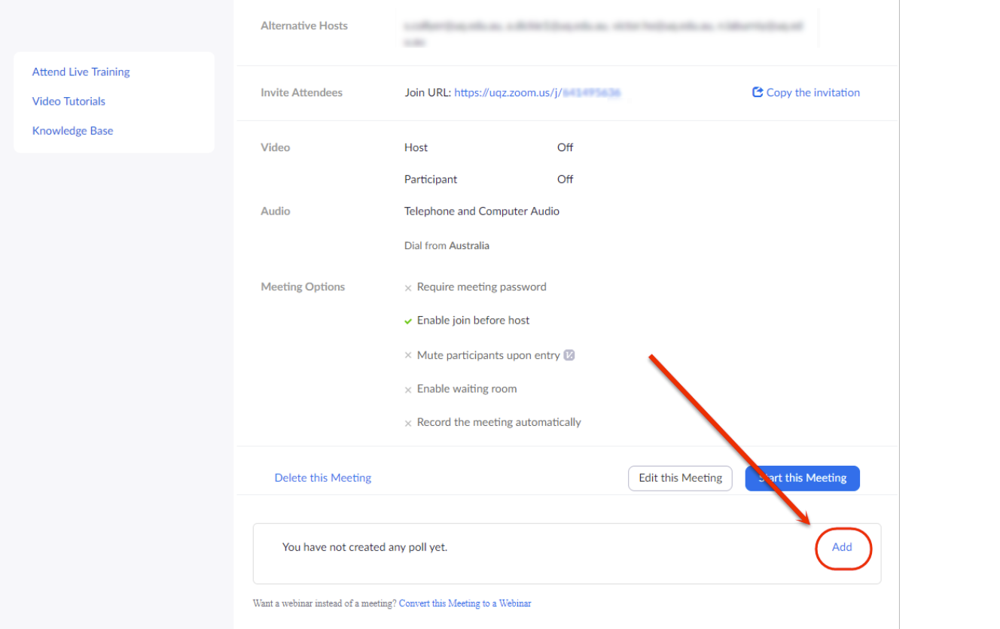 Alternative Hosts
Attend Live Training
Video Tutorials
Knowledge Base
Invite Attendees Join URL: https://uqz.zoom.us/j/ Copy the invitation
Video Host Off
Participant Off
Audio Telephone and Computer Audio
Dial from Australia
Meeting Options Require meeting password
Enable join before host
Mute participants upon entry
Enable waiting room
Record the meeting automatically
Delete this Meeting Edit this Meeting Start this Meeting
You have not created any poll yet. Add
Want a webinar instead of a meeting? Convert this Meeting to a Webinar